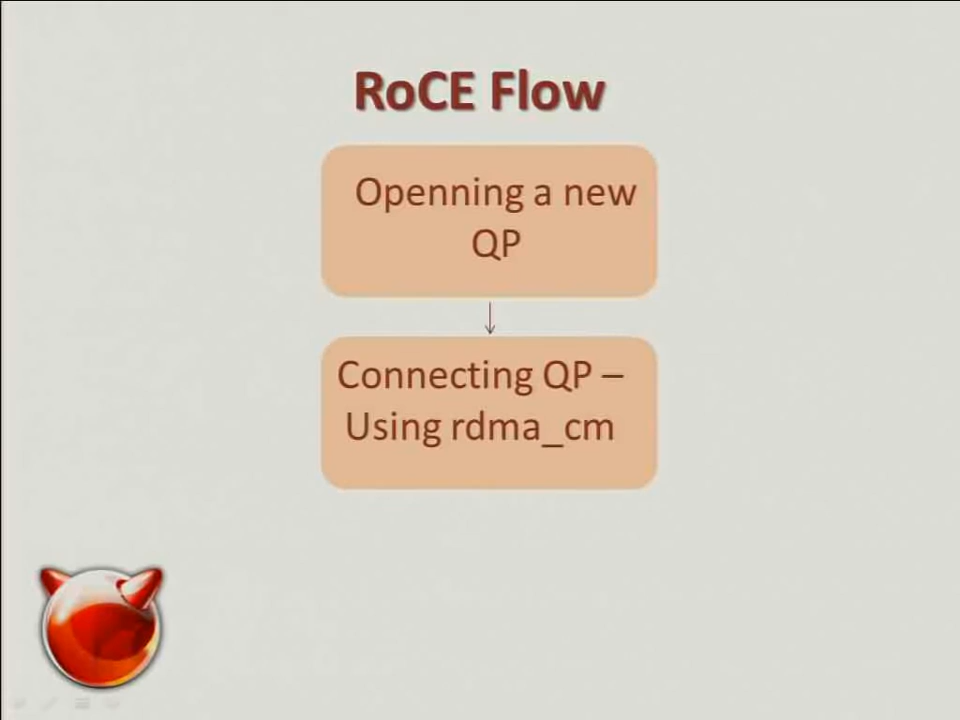 RoCE Flow
Openning a new
QP
Connecting QP –
Using rdma_cm